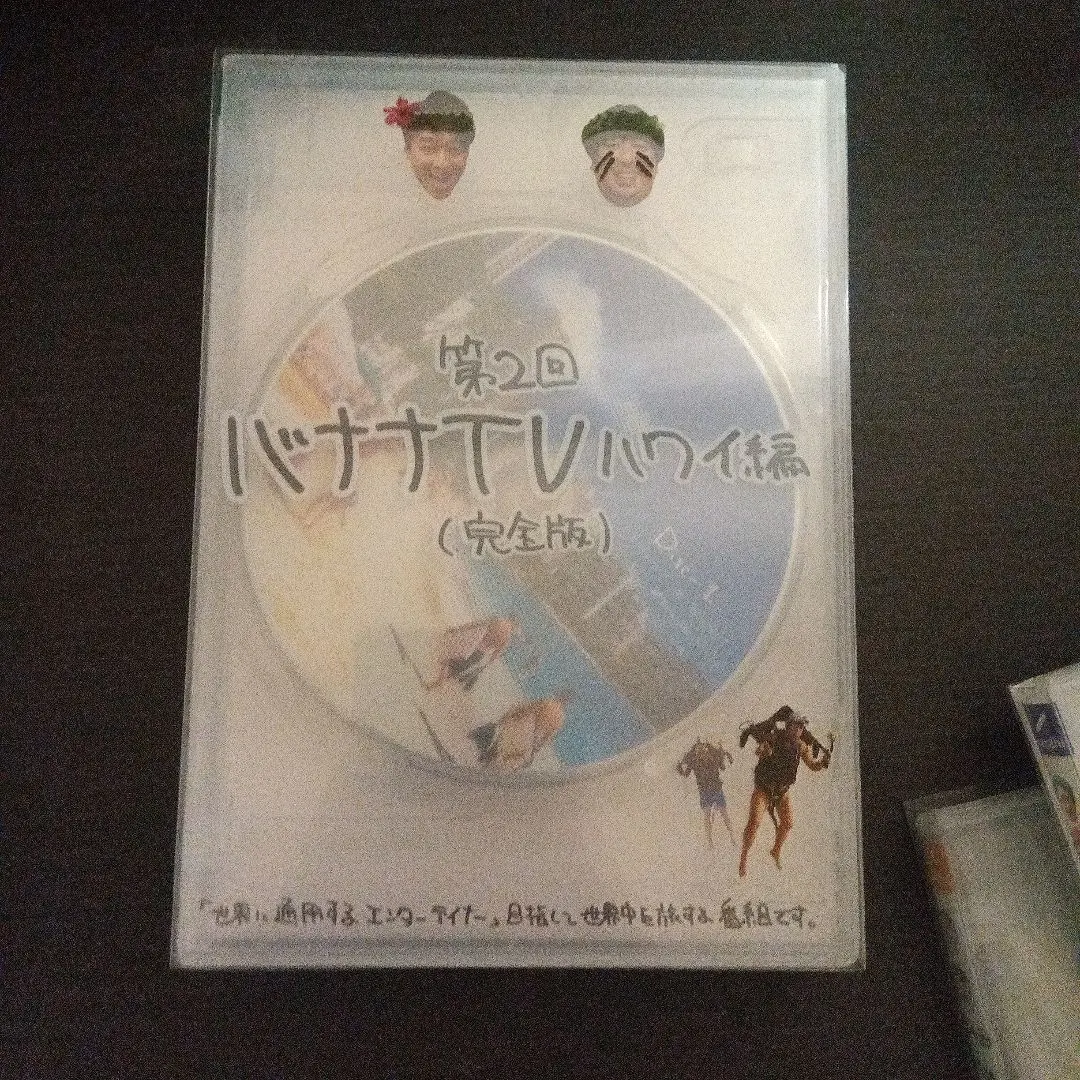 第2回
バナナTVハワイ編
(完全版)
「世界に通用するエンターテイナー」目指して世界中を旅する番組です。